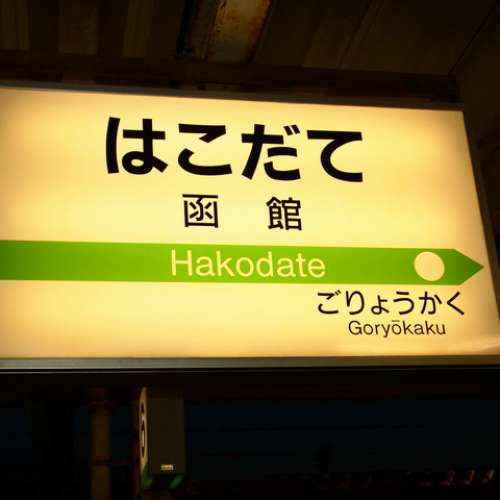 はこだて
函館
Hakodate
ごりょうかく
Goryōkaku